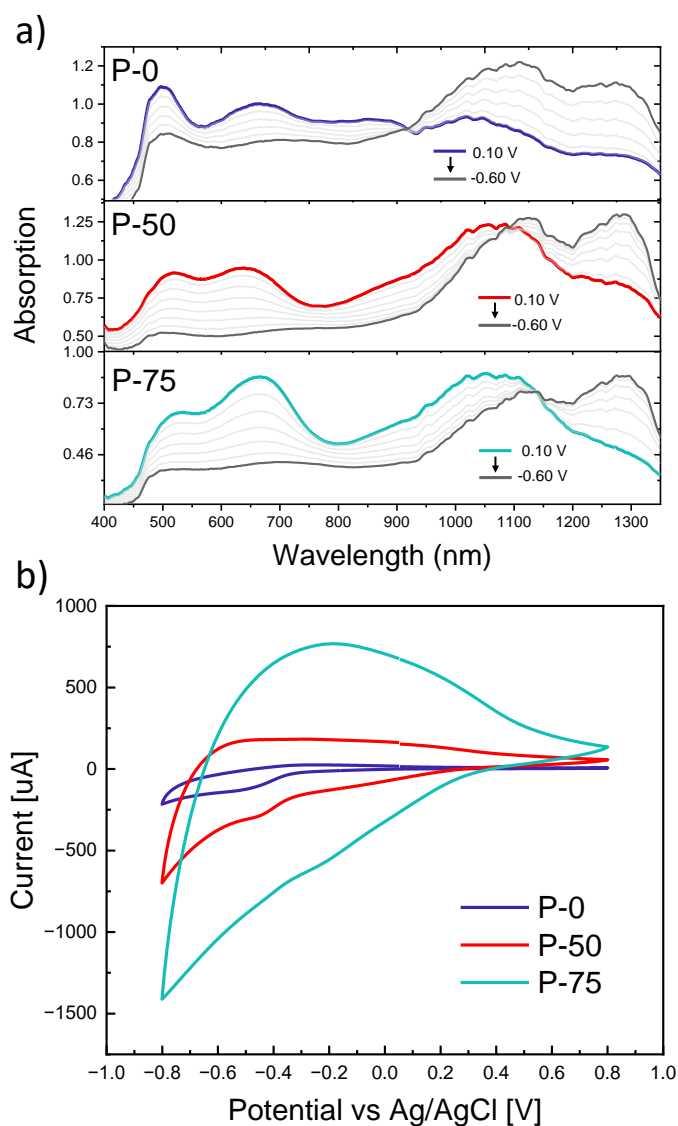 a)
P-0
1.2
1.0
0.8
0.6
0.10 V
-0.60 V
P-50
1.25
1.00
0.75
0.50
0.10 V
-0.60 V
P-75
1.00
0.73
0.46
0.10 V
-0.60 V
Absorption
400 500 600 700 800 900 1000 1100 1200 1300
Wavelength (nm)
b)
1000
500
0
−500
−1000
−1500
Current [uA]
P-0
P-50
P-75
−1.0 −0.8 −0.6 −0.4 −0.2 0.0 0.2 0.4 0.6 0.8 1.0
Potential vs Ag/AgCl [V]